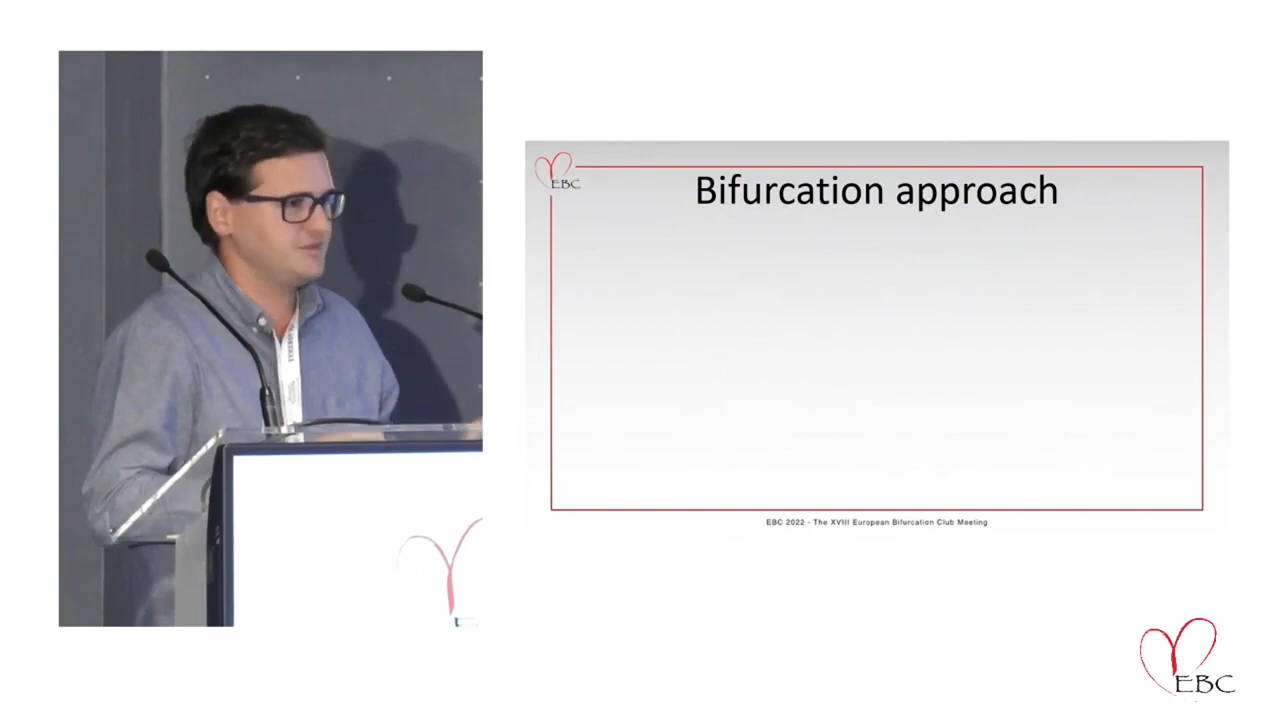 EBC
Bifurcation approach
EBC 2022 - The XVIII European Bifurcation Club Meeting
EBC